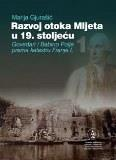 Marija Gjurašić
Razvoj otoka Mljeta
u 19. stoljeću
Govedari i Babino Polje
prema katastru Franje I.